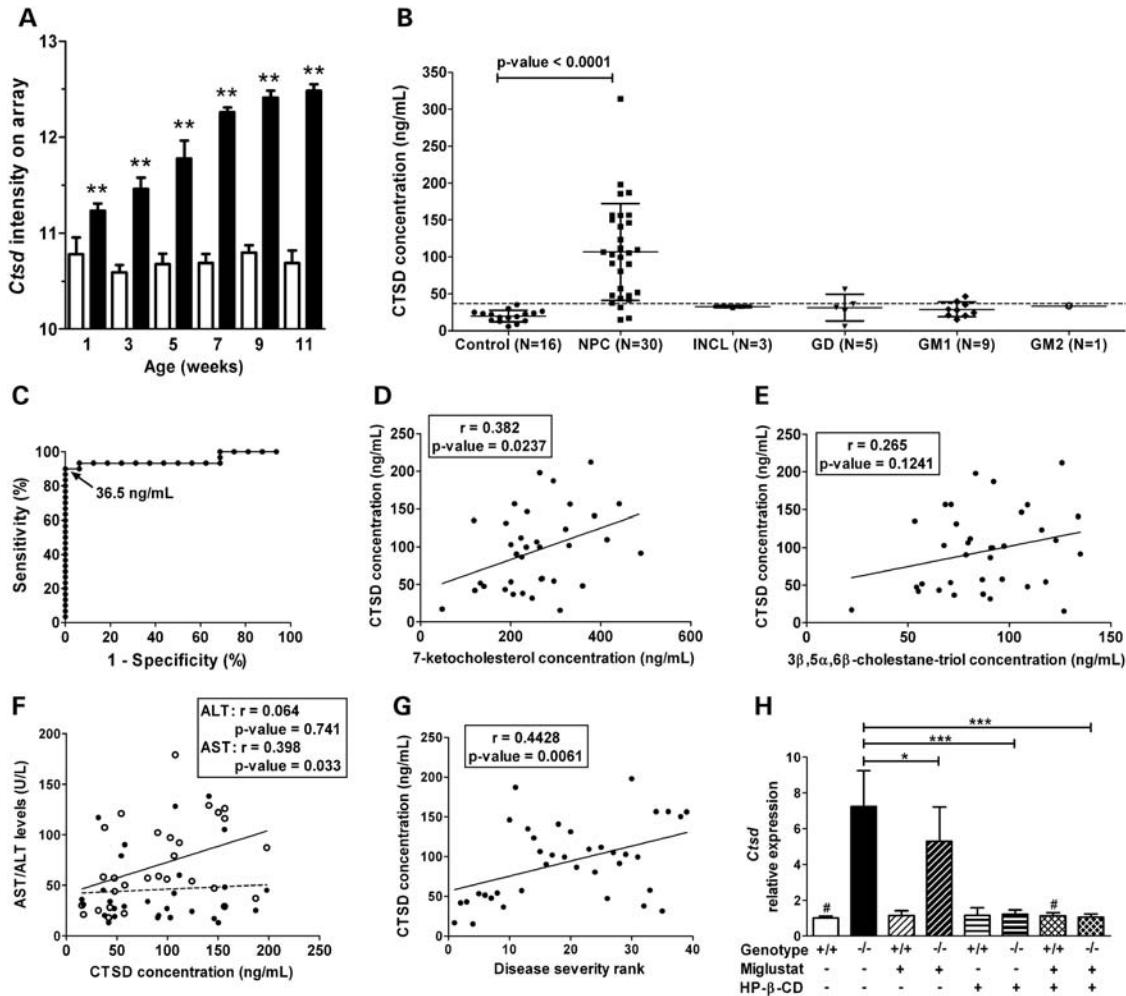 A
Ctsd intensity on array
13
12
11
10
**
**
**
**
**
**
1 3 5 7 9 11
Age (weeks)
B
p-value < 0.0001
CTSD concentration (ng/mL)
350
300
250
200
150
100
50
0
Control (N=16) NPC (N=30) INCL (N=3) GD (N=5) GM1 (N=9) GM2 (N=1)
C
Sensitivity (%)
100
80
60
40
20
0
36.5 ng/mL
0 20 40 60 80 100
1 - Specificity (%)
D
r = 0.382
p-value = 0.0237
CTSD concentration (ng/mL)
250
200
150
100
50
0
0 200 400 600
7-ketocholesterol concentration (ng/mL)
E
r = 0.265
p-value = 0.1241
CTSD concentration (ng/mL)
250
200
150
100
50
0
0 50 100 150
3β,5α,6β-cholestane-triol concentration (ng/mL)
F
ALT: r = 0.064
p-value = 0.741
AST: r = 0.398
p-value = 0.033
AST/ALT levels (U/L)
200
150
100
50
0
0 50 100 150 200 250
CTSD concentration (ng/mL)
G
r = 0.4428
p-value = 0.0061
CTSD concentration (ng/mL)
250
200
150
100
50
0
0 10 20 30 40
Disease severity rank
H
***
***
*
Ctsd
relative expression
10
8
6
4
2
0
# #
Genotype +/+ -/- +/+ -/- +/+ -/- +/+ -/-
Miglustat - - + + - - + +
HP-β-CD - - - - + + + +